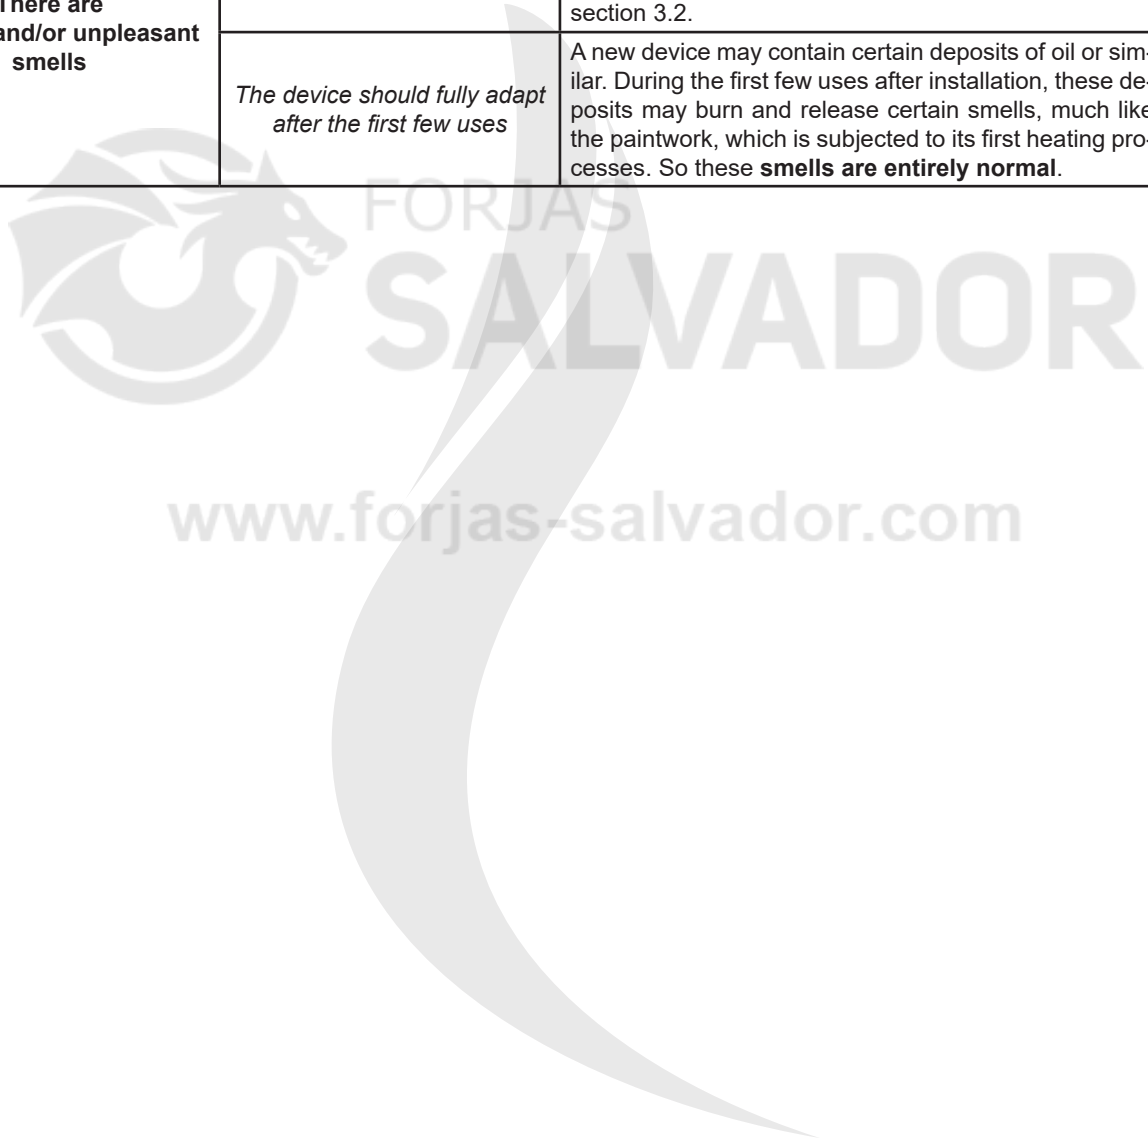 There are
and/or unpleasant
smells
section 3.2.
The device should fully adapt
after the first few uses
A new device may contain certain deposits of oil or sim-
ilar. During the first few uses after installation, these de-
posits may burn and release certain smells, much like
the paintwork, which is subjected to its first heating pro-
cesses. So these smells are entirely normal.
FORJAS
SALVADOR
www.forjas-salvador.com